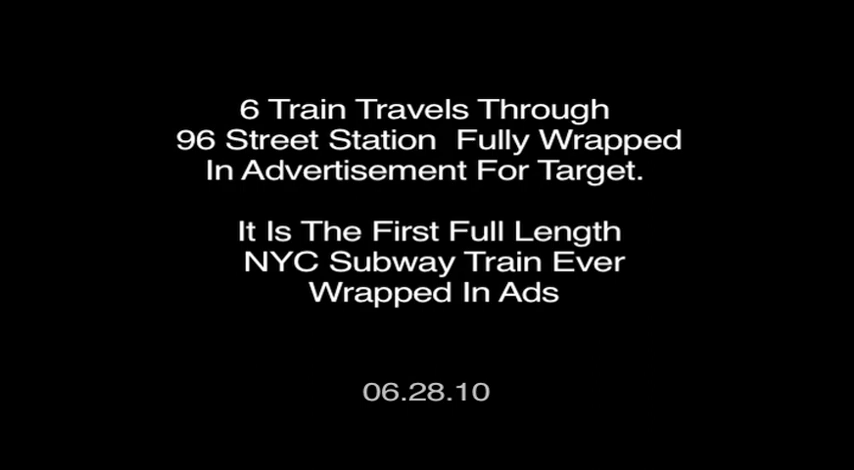 6 Train Travels Through
96 Street Station Fully Wrapped
In Advertisement For Target.
It Is The First Full Length
NYC Subway Train Ever
Wrapped In Ads
06.28.10